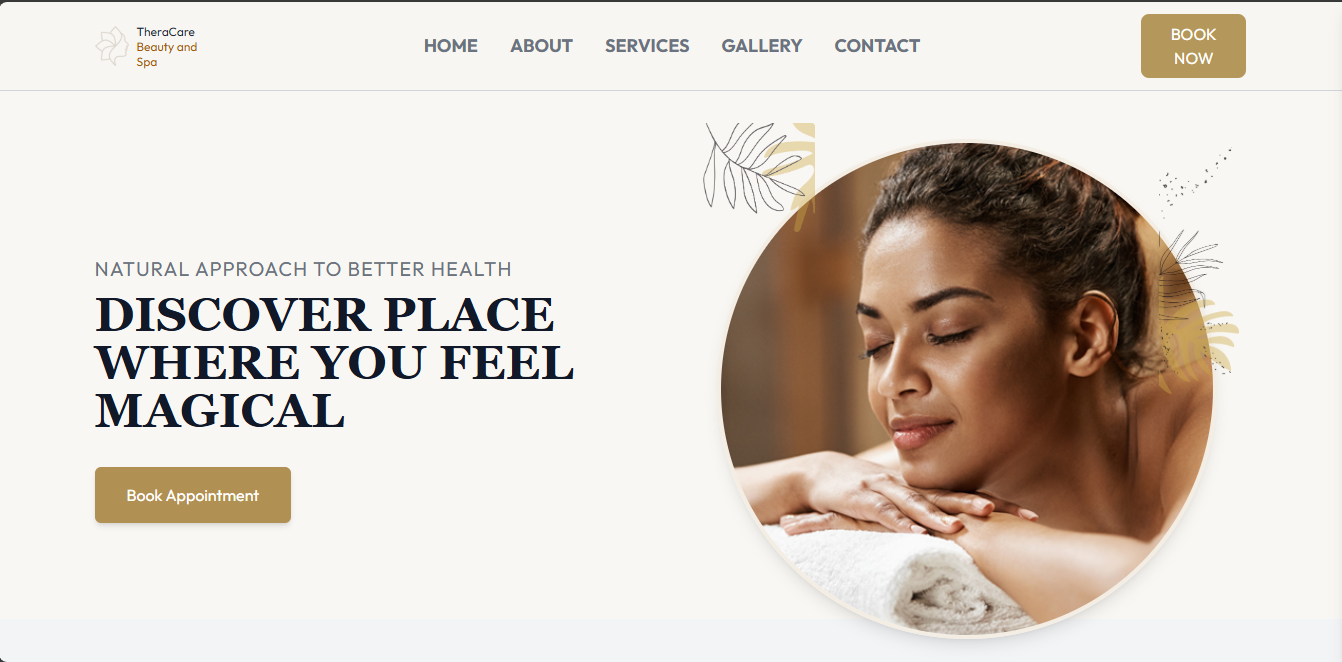 TheraCare
Beauty and
Spa
HOME ABOUT SERVICES GALLERY CONTACT
BOOK
NOW
NATURAL APPROACH TO BETTER HEALTH
DISCOVER PLACE
WHERE YOU FEEL
MAGICAL
Book Appointment